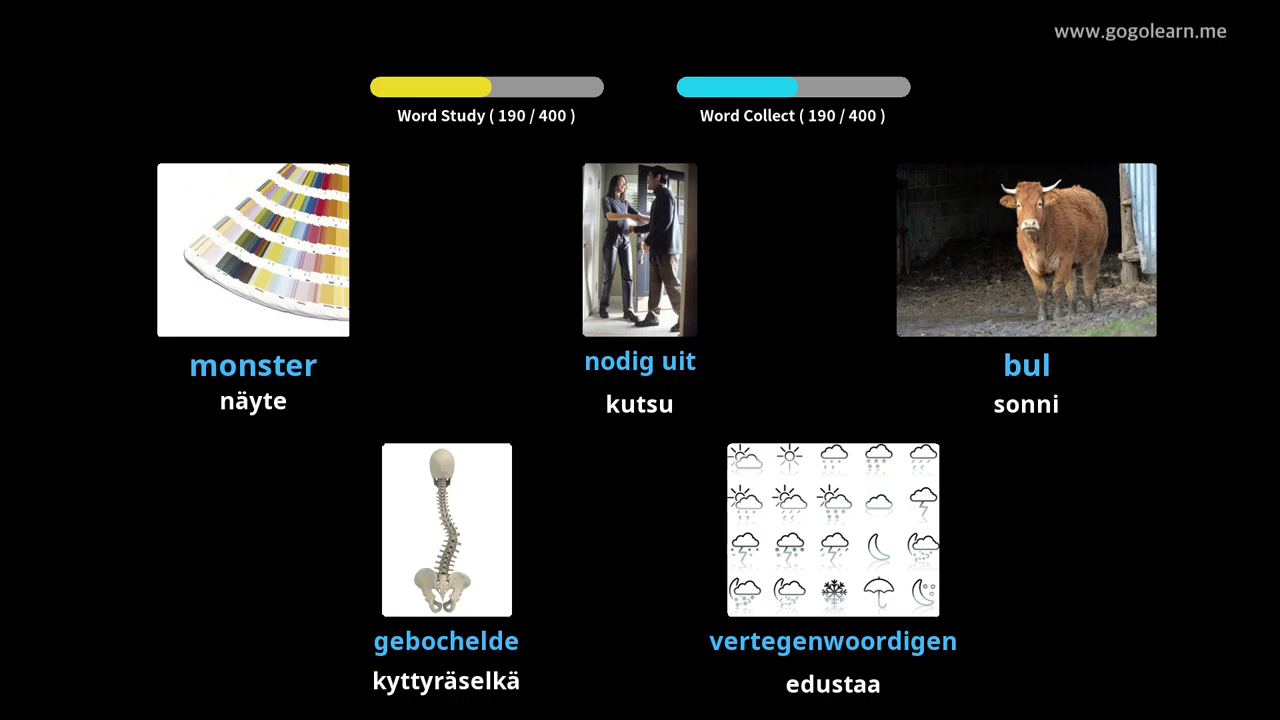 www.gogolearn.me
Word Study ( 190 / 400 )
Word Collect ( 190 / 400 )
monster
näyte
nodig uit
kutsu
bul
sonni
gebochelde
kyttyräselkä
vertegenwoordigen
edustaa